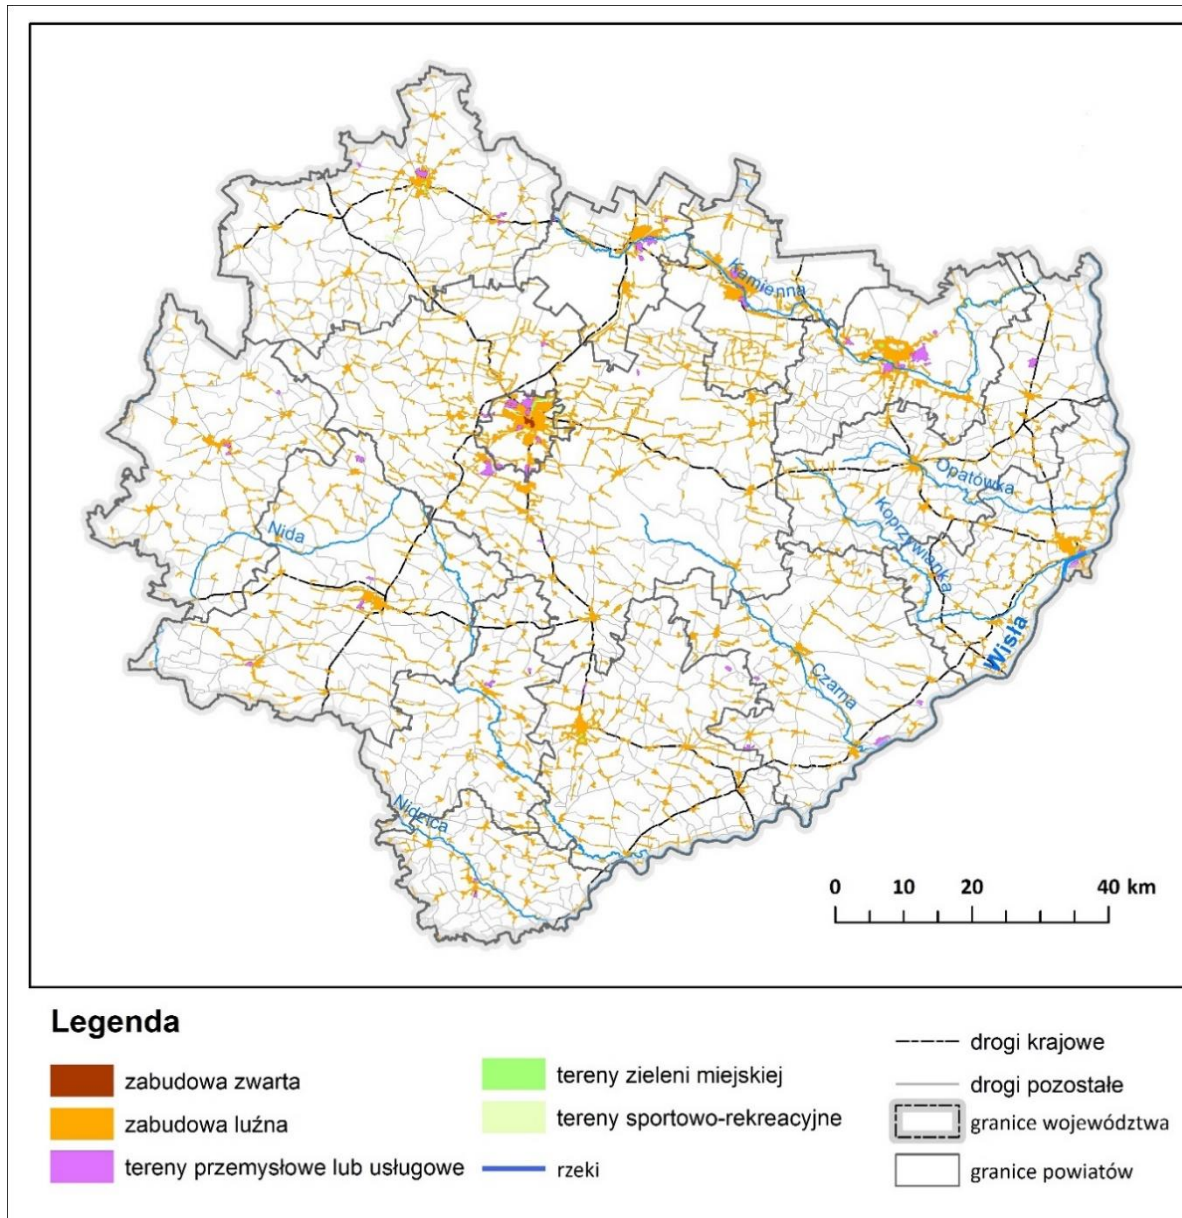 Kamienna
Opatówka
Koprzywianka
Nida
Wisła
Czarna
Nidzica
0 10 20 40 km
Legenda
zabudowa zwarta
zabudowa luźna
tereny przemysłowe lub usługowe
tereny zieleni miejskiej
tereny sportowo-rekreacyjne
rzeki
drogi krajowe
drogi pozostałe
granice województwa
granice powiatów